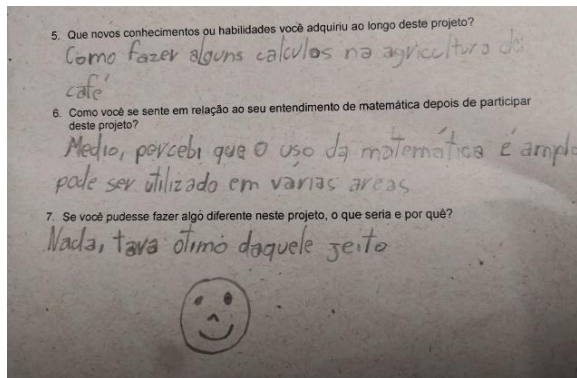 5. Que novos conhecimentos ou habilidades você adquiriu ao longo deste projeto?
Como fazer alguns calculos na agricultura do
café
6. Como você se sente em relação ao seu entendimento de matemática depois de participar
deste projeto?
Medio, percebi que o uso da matemática é amplo
pode ser utilizado em várias areas
7. Se você pudesse fazer algo diferente neste projeto, o que seria e por quê?
Nada, tava ótimo daquele jeito